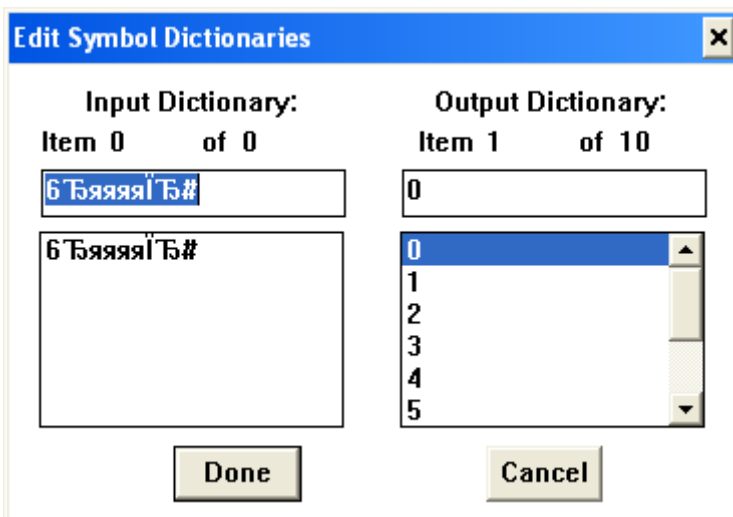 Edit Symbol Dictionaries
Input Dictionary:
Item 0 of 0
6ЂяяяяЇЂ#
6ЂяяяяЇЂ#
Output Dictionary:
Item 1 of 10
0
0
1
2
3
4
5
Done
Cancel